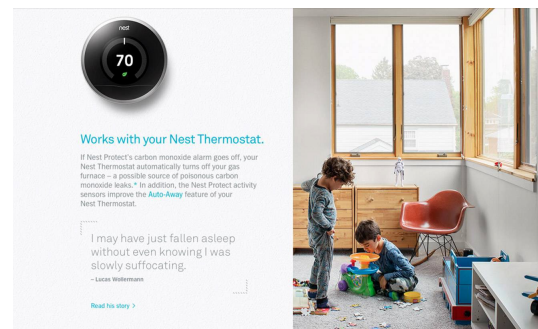 nest
70
Works with your Nest Thermostat.
If Nest Protect's carbon monoxide alarm goes off, your
Nest Thermostat automatically turns off your gas
furnace – a possible source of poisonous carbon
monoxide leaks.* In addition, the Nest Protect activity
sensors improve the Auto-Away feature of your
Nest Thermostat.
I may have just fallen asleep
without even knowing I was
slowly suffocating.
– Lucas Weitermann
Read his story >